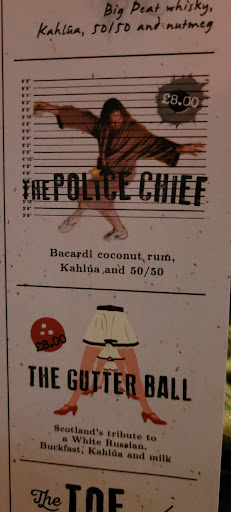 Big Peat whisky,
Kahlúa, 50/50 and nutmeg
£8.00
THE POLICE CHIEF
Bacardi coconut rum,
Kahlúa and 50/50
£8.00
THE GUTTER BALL
Scotland's tribute to
a White Russian,
Buckfast, Kahlúa and milk
The TOE